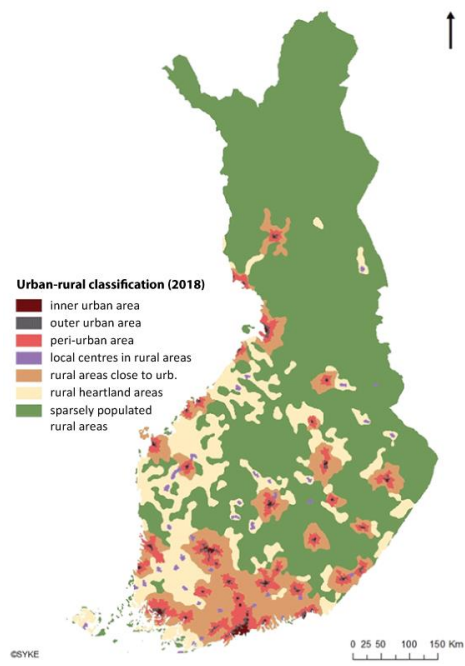 Urban-rural classification (2018)
inner urban area
outer urban area
peri-urban area
local centres in rural areas
rural areas close to urb.
rural heartland areas
sparsely populated
rural areas
©SYKE
0 25 50 100 150 Km